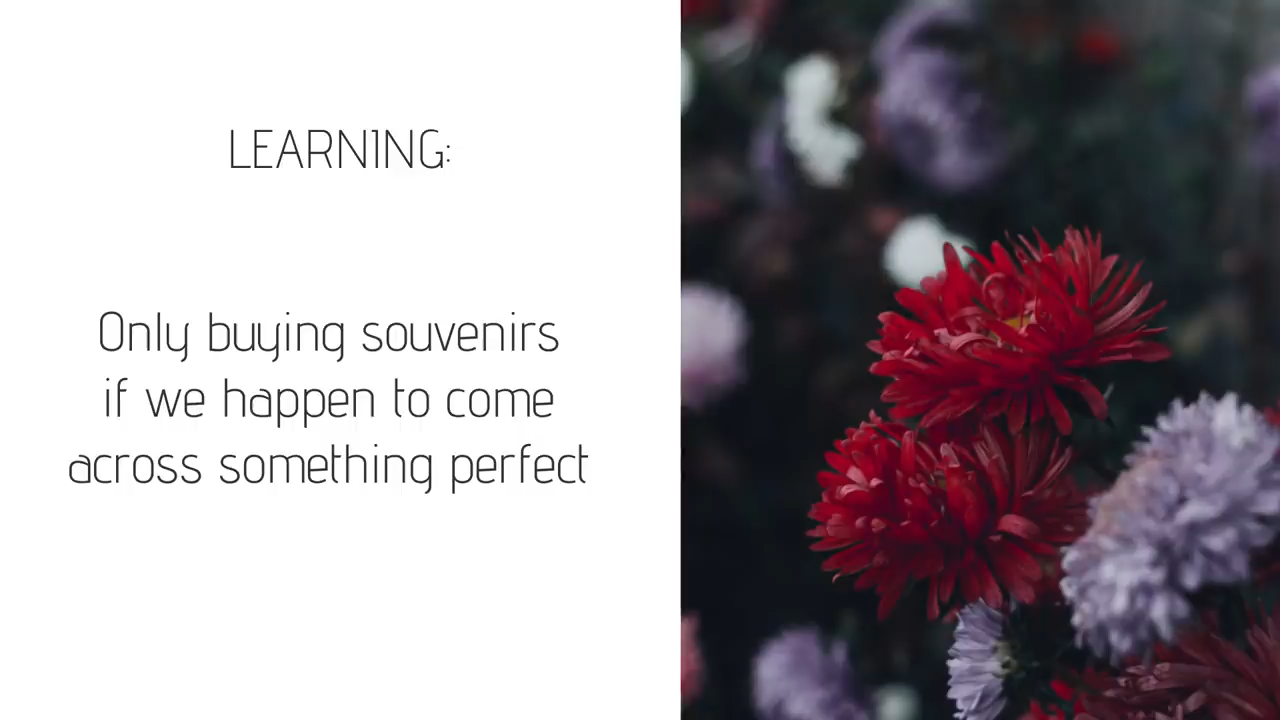 LEARNING:
Only buying souvenirs
if we happen to come
across something perfect